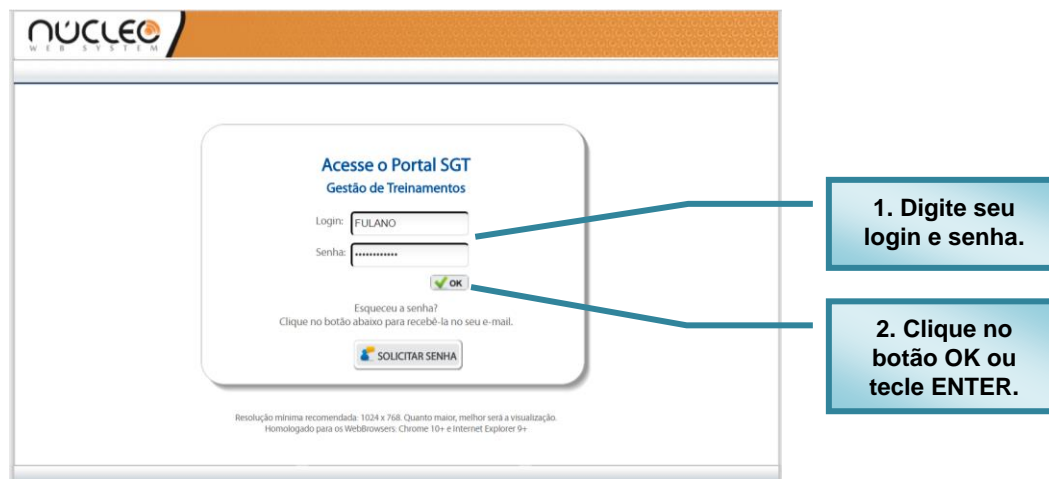 NÚCLEO
WEB SYSTEM
Acesse o Portal SGT
Gestão de Treinamentos
Login: FULANO
Senha: ••••••••••••
OK
Esqueceu a senha?
Clique no botão abaixo para recebê-la no seu e-mail.
SOLICITAR SENHA
Resolução mínima recomendada: 1024 x 768. Quanto maior, melhor será a visualização.
Homologado para os WebBrowsers: Chrome 10+ e Internet Explorer 9+
1. Digite seu
login e senha.
2. Clique no
botão OK ou
tecle ENTER.